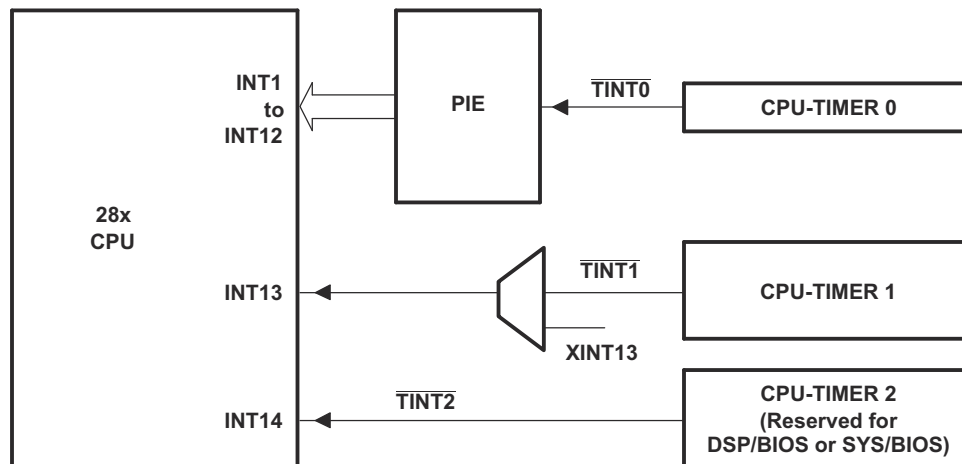 INT1
to
INT12
PIE
TINT0
CPU-TIMER 0
28x
CPU
INT13
TINT1
CPU-TIMER 1
XINT13
INT14
TINT2
CPU-TIMER 2
(Reserved for
DSP/BIOS or SYS/BIOS)